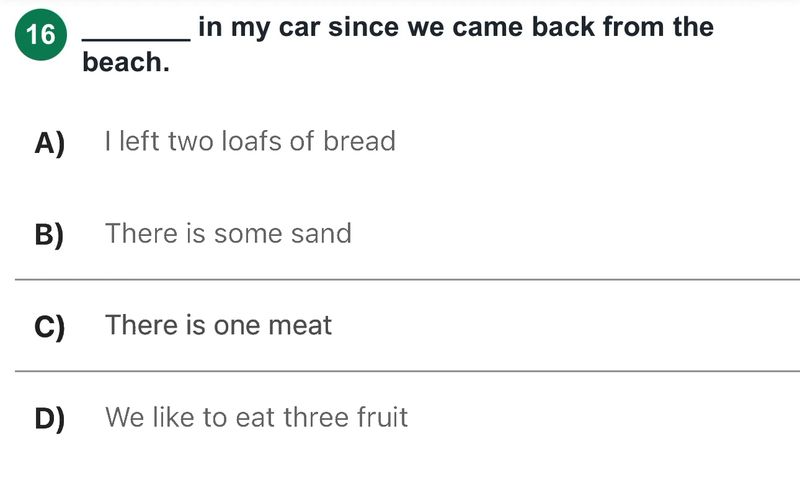 16 ________ in my car since we came back from the
beach.
A) I left two loafs of bread
B) There is some sand
C) There is one meat
D) We like to eat three fruit